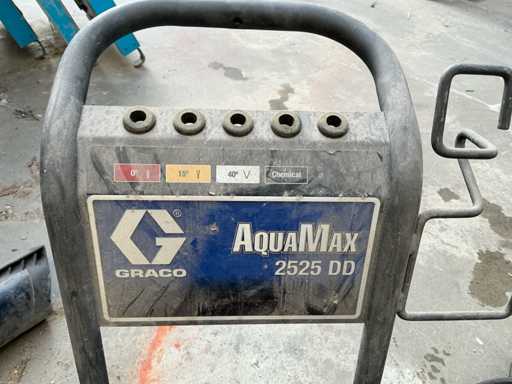 0° 15° 40° Chemical
G ®
GRACO
AQUAMAX
2525 DD